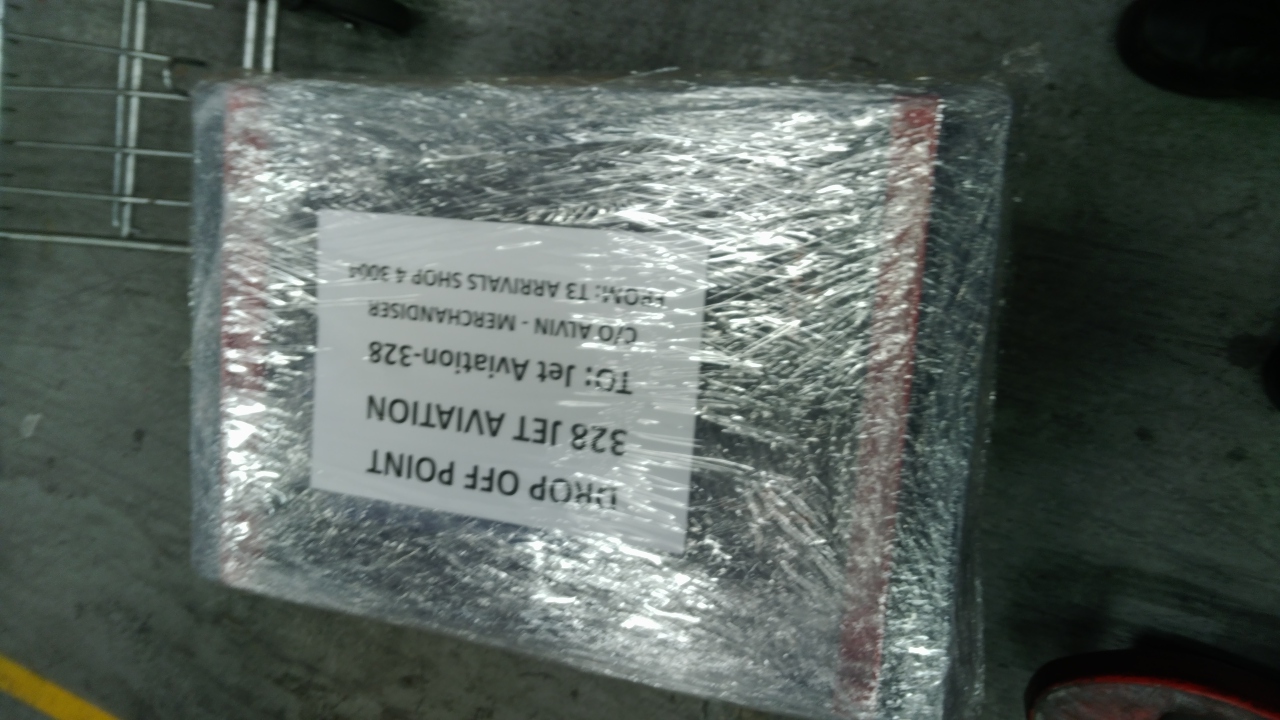 DROP OFF POINT
328 JET AVIATION
TO: Jet Aviation-328
C/O ALVIN - MERCHANDISER
FROM: T3 ARRIVALS SHOP 4 3004